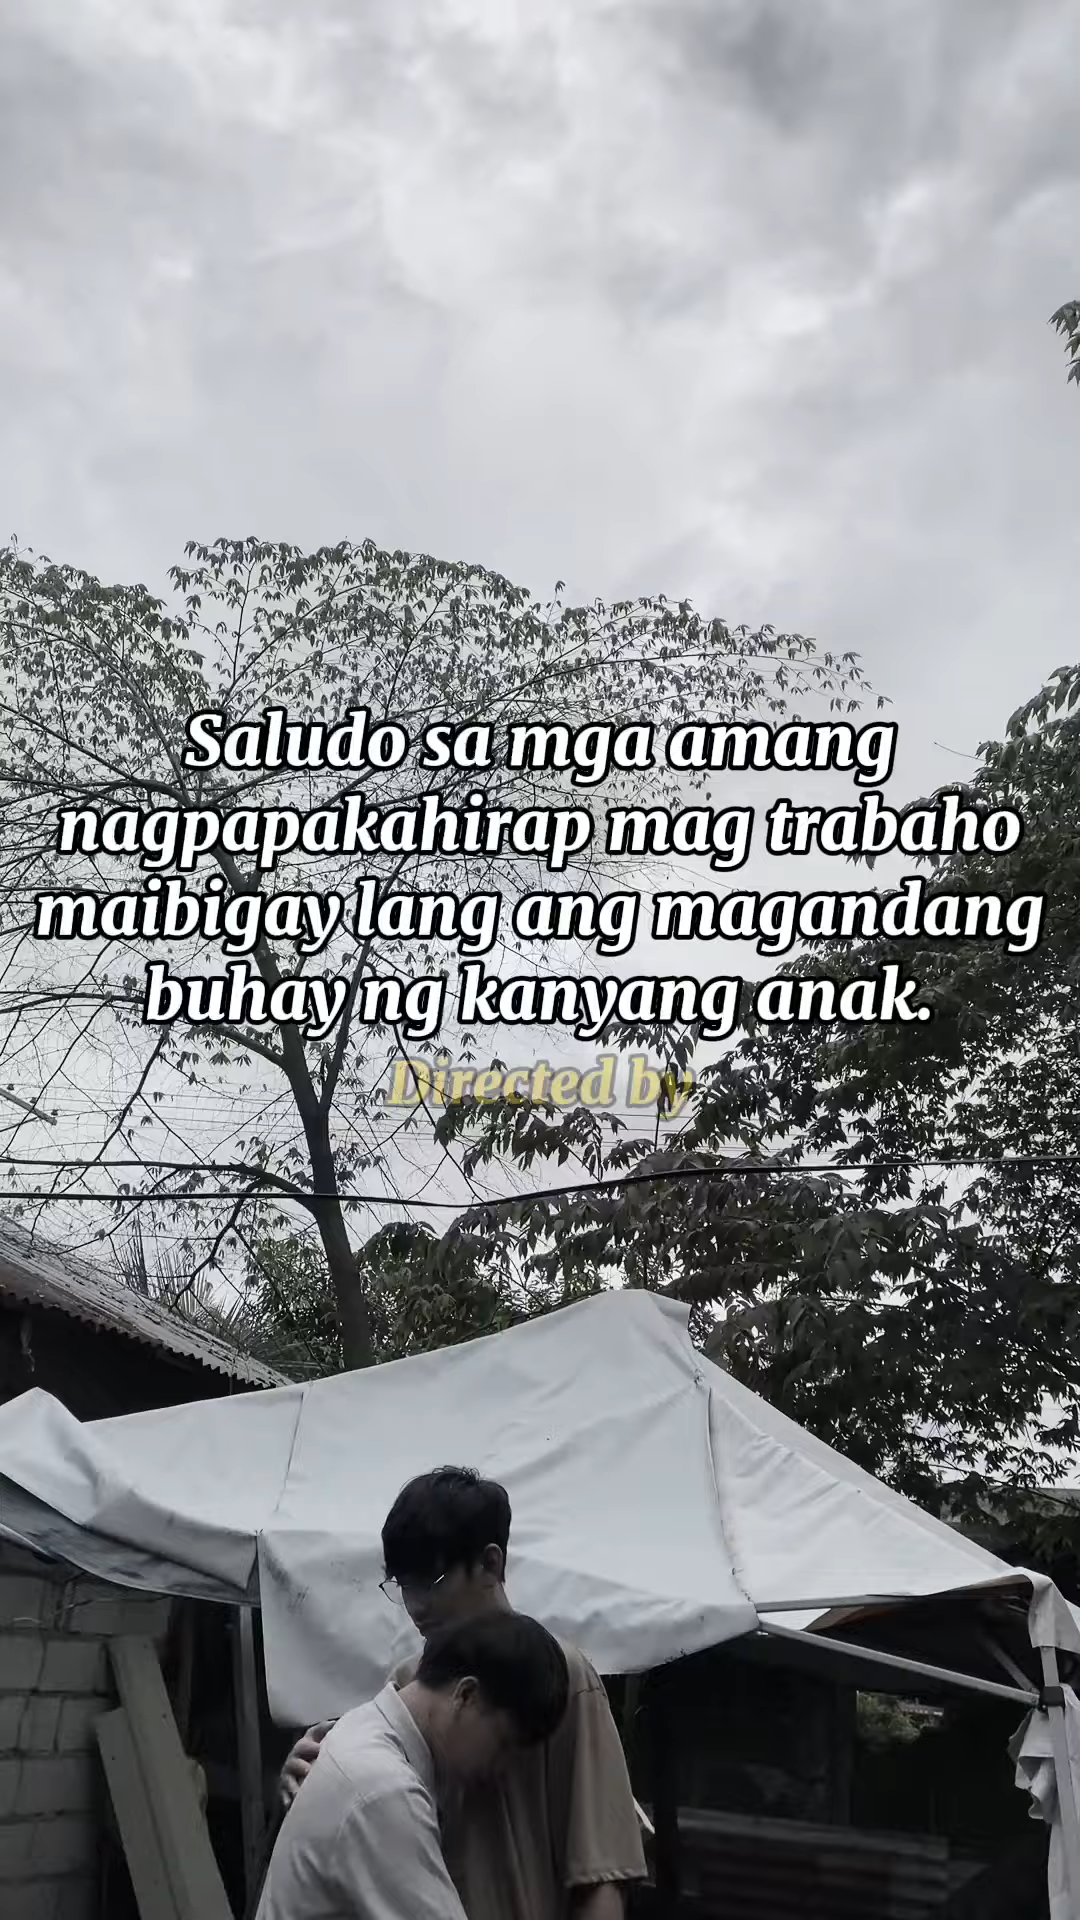 Saludo sa mga amang
nagpapakahirap mag trabaho
maibigay lang ang magandang
buhay ng kanyang anak.
Directed by